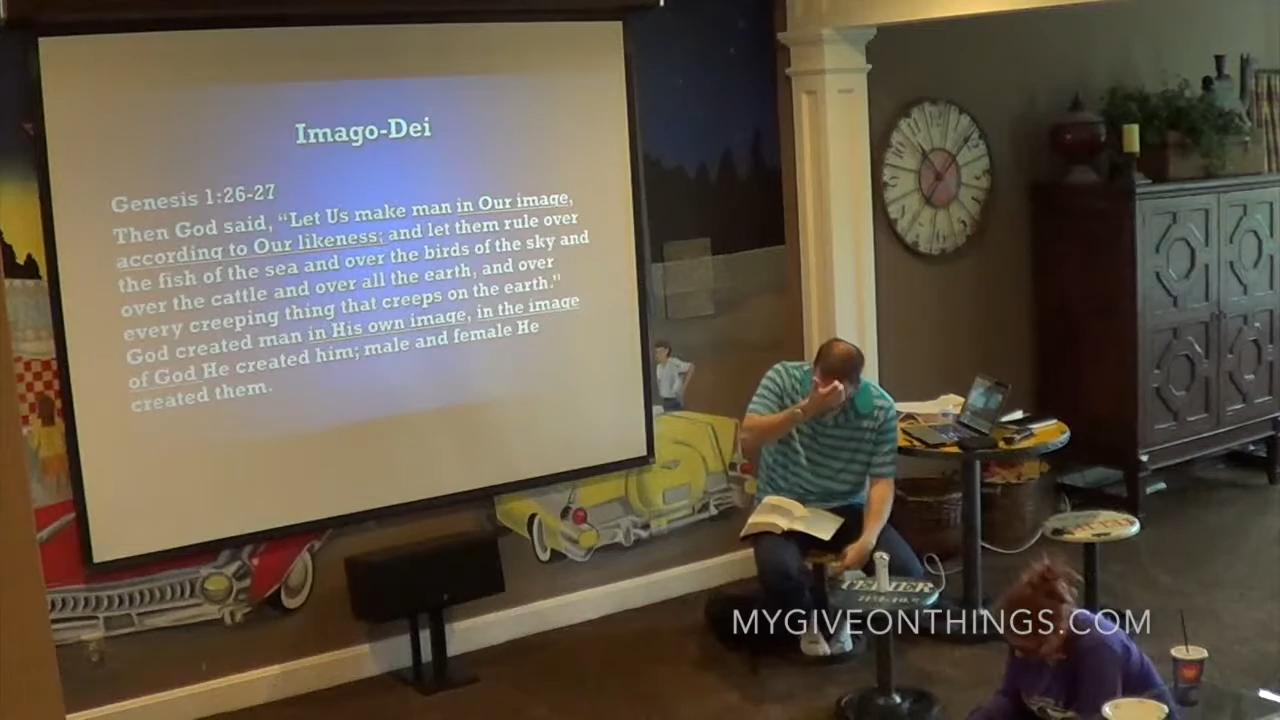 Imago-Dei
Genesis 1:26-27
Then God said, “Let Us make man in Our image,
according to Our likeness; and let them rule over
the fish of the sea and over the birds of the sky and
over the cattle and over all the earth, and over
every creeping thing that creeps on the earth.”
God created man in His own image, in the image
of God He created him; male and female He
created them.
MYGIVEONTHINGS.COM